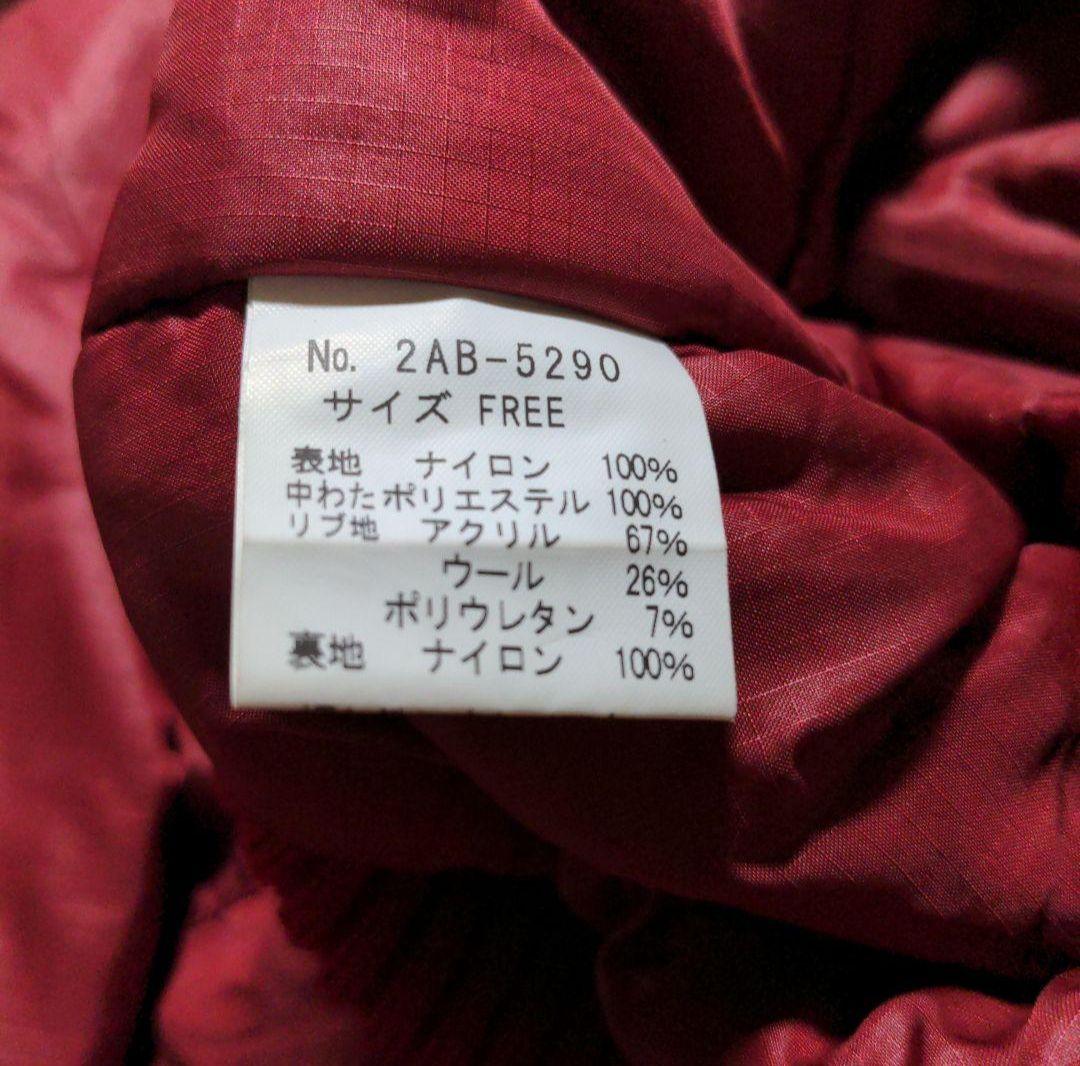 No. 2AB-5290
サイズ FREE
表地 ナイロン 100%
中わた ポリエステル 100%
リブ地 アクリル 67%
ウール 26%
ポリウレタン 7%
裏地 ナイロン 100%